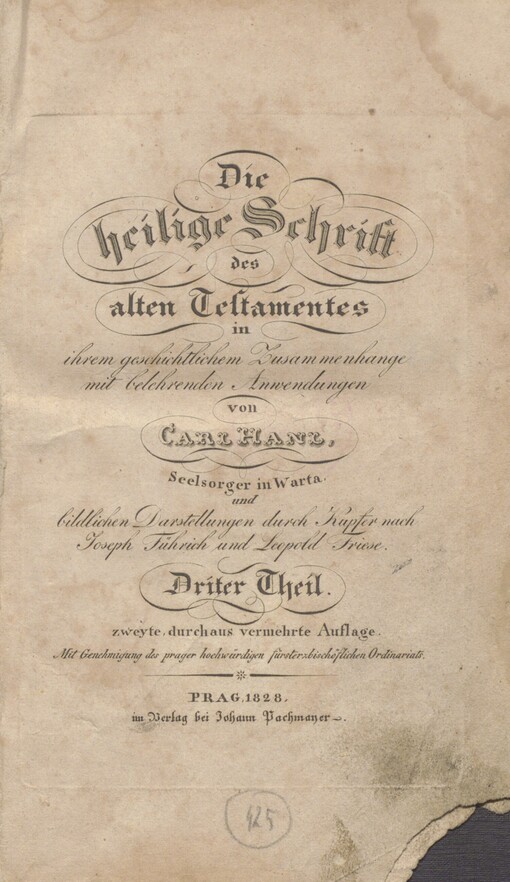 Die
heilige Schrift
des
alten Testamentes
in
ihrem geschichtlichem Zusammenhange
mit belehrenden Anwendungen
von
CARL HANL,
Seelsorger in Warta.
und
bildlichen Darstellungen durch Kupfer nach
Joseph Führich und Leopold Friese.
Driter Theil.
zweyte, durchaus vermehrte Auflage.
Mit Genehmigung des prager hochwürdigen fürsterzbischöflichen Ordinariats.
PRAG, 1828.
im Verlag bei Johann Pachmayer
425